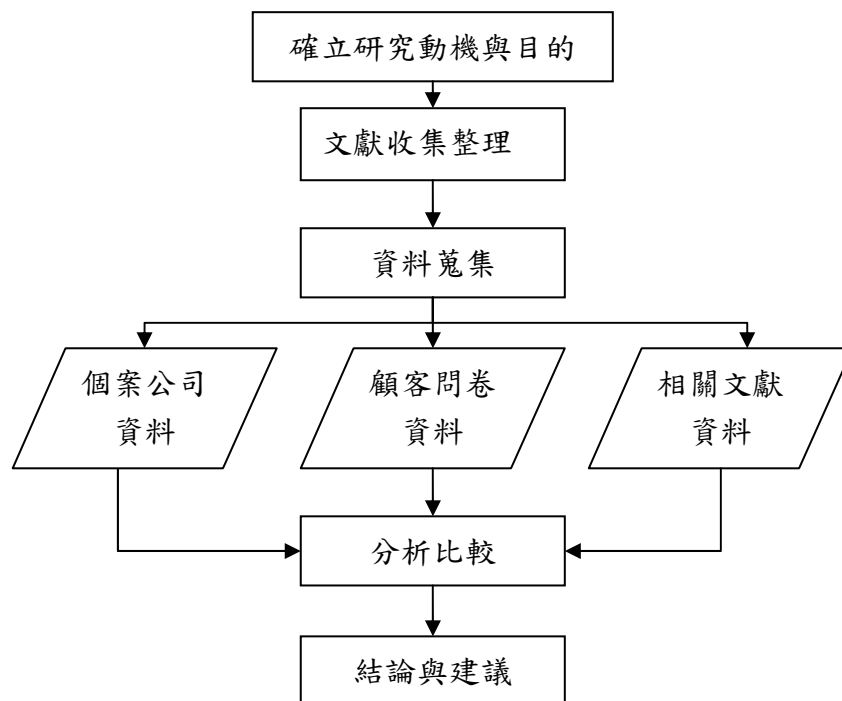 確立研究動機與目的
文獻收集整理
資料蒐集
個案公司
資料
顧客問卷
資料
相關文獻
資料
分析比較
結論與建議